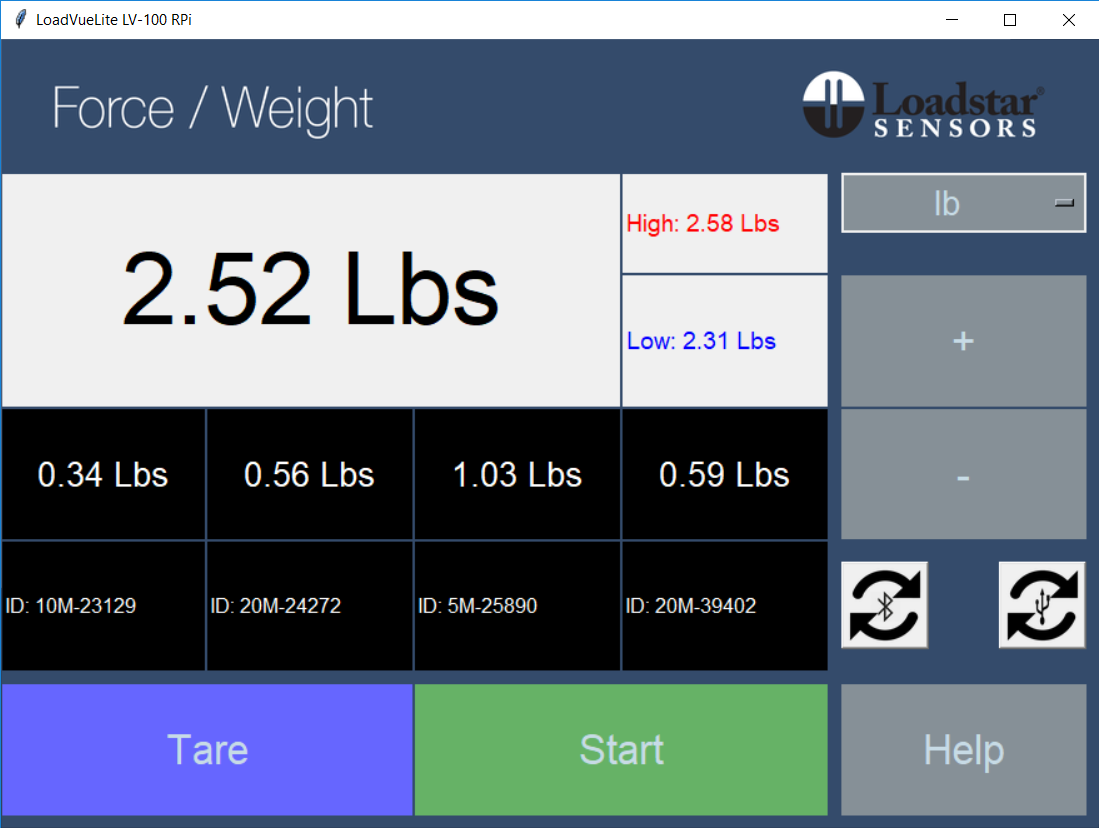 LoadVueLite LV-100 RPi
Force / Weight
Loadstar®
SENSORS
2.52 Lbs
High: 2.58 Lbs
Low: 2.31 Lbs
lb
+
-
0.34 Lbs
0.56 Lbs
1.03 Lbs
0.59 Lbs
ID: 10M-23129
ID: 20M-24272
ID: 5M-25890
ID: 20M-39402
Tare
Start
Help